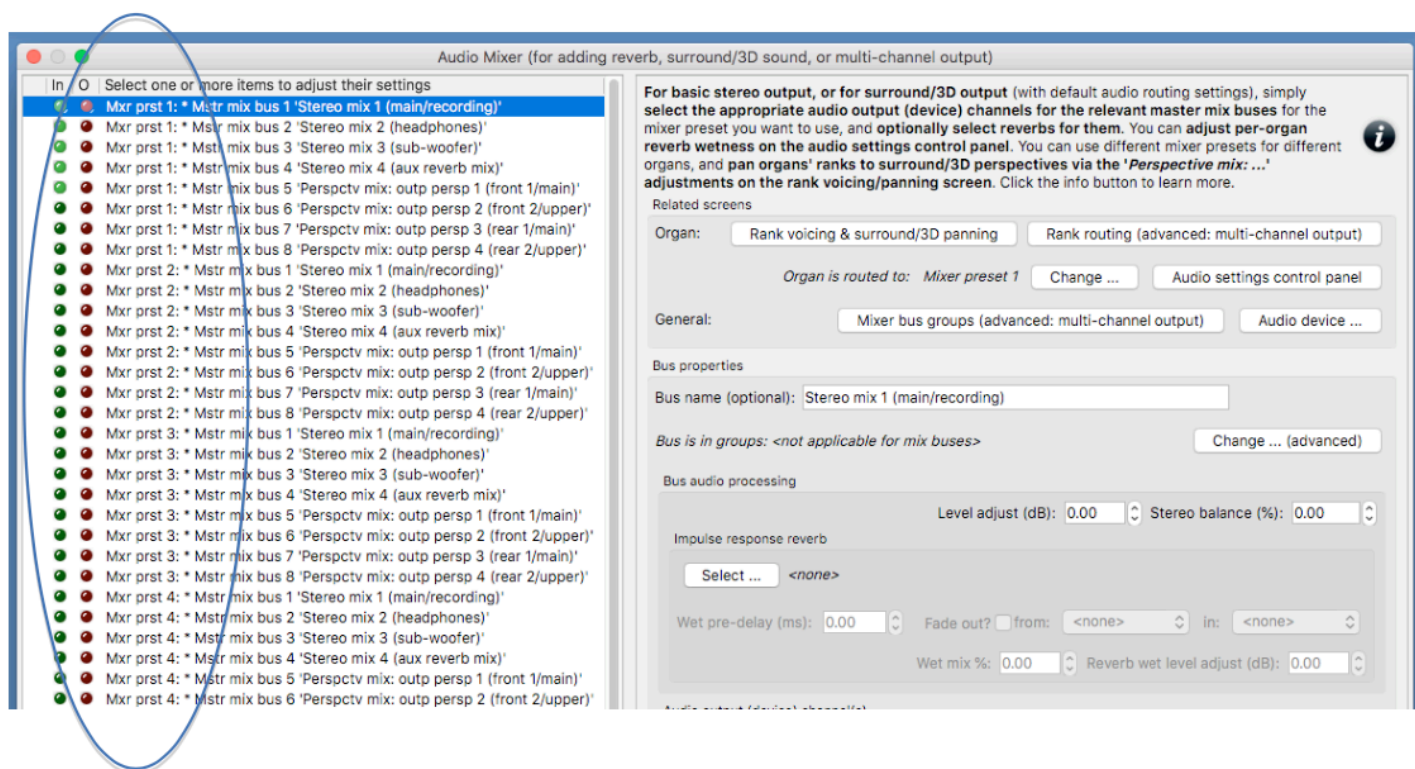 Audio Mixer (for adding reverb, surround/3D sound, or multi-channel output)
In O Select one or more items to adjust their settings
Mxr prst 1: * Mstr mix bus 1 'Stereo mix 1 (main/recording)'
Mxr prst 1: * Mstr mix bus 2 'Stereo mix 2 (headphones)'
Mxr prst 1: * Mstr mix bus 3 'Stereo mix 3 (sub-woofer)'
Mxr prst 1: * Mstr mix bus 4 'Stereo mix 4 (aux reverb mix)'
Mxr prst 1: * Mstr mix bus 5 'Perspctv mix: outp persp 1 (front 1/main)'
Mxr prst 1: * Mstr mix bus 6 'Perspctv mix: outp persp 2 (front 2/upper)'
Mxr prst 1: * Mstr mix bus 7 'Perspctv mix: outp persp 3 (rear 1/main)'
Mxr prst 1: * Mstr mix bus 8 'Perspctv mix: outp persp 4 (rear 2/upper)'
Mxr prst 2: * Mstr mix bus 1 'Stereo mix 1 (main/recording)'
Mxr prst 2: * Mstr mix bus 2 'Stereo mix 2 (headphones)'
Mxr prst 2: * Mstr mix bus 3 'Stereo mix 3 (sub-woofer)'
Mxr prst 2: * Mstr mix bus 4 'Stereo mix 4 (aux reverb mix)'
Mxr prst 2: * Mstr mix bus 5 'Perspctv mix: outp persp 1 (front 1/main)'
Mxr prst 2: * Mstr mix bus 6 'Perspctv mix: outp persp 2 (front 2/upper)'
Mxr prst 2: * Mstr mix bus 7 'Perspctv mix: outp persp 3 (rear 1/main)'
Mxr prst 2: * Mstr mix bus 8 'Perspctv mix: outp persp 4 (rear 2/upper)'
Mxr prst 3: * Mstr mix bus 1 'Stereo mix 1 (main/recording)'
Mxr prst 3: * Mstr mix bus 2 'Stereo mix 2 (headphones)'
Mxr prst 3: * Mstr mix bus 3 'Stereo mix 3 (sub-woofer)'
Mxr prst 3: * Mstr mix bus 4 'Stereo mix 4 (aux reverb mix)'
Mxr prst 3: * Mstr mix bus 5 'Perspctv mix: outp persp 1 (front 1/main)'
Mxr prst 3: * Mstr mix bus 6 'Perspctv mix: outp persp 2 (front 2/upper)'
Mxr prst 3: * Mstr mix bus 7 'Perspctv mix: outp persp 3 (rear 1/main)'
Mxr prst 3: * Mstr mix bus 8 'Perspctv mix: outp persp 4 (rear 2/upper)'
Mxr prst 4: * Mstr mix bus 1 'Stereo mix 1 (main/recording)'
Mxr prst 4: * Mstr mix bus 2 'Stereo mix 2 (headphones)'
Mxr prst 4: * Mstr mix bus 3 'Stereo mix 3 (sub-woofer)'
Mxr prst 4: * Mstr mix bus 4 'Stereo mix 4 (aux reverb mix)'
Mxr prst 4: * Mstr mix bus 5 'Perspctv mix: outp persp 1 (front 1/main)'
Mxr prst 4: * Mstr mix bus 6 'Perspctv mix: outp persp 2 (front 2/upper)'
For basic stereo output, or for surround/3D output (with default audio routing settings), simply
select the appropriate audio output (device) channels for the relevant master mix buses for the
mixer preset you want to use, and optionally select reverbs for them. You can adjust per-organ
reverb wetness on the audio settings control panel. You can use different mixer presets for different
organs, and pan organs' ranks to surround/3D perspectives via the 'Perspective mix: ...'
adjustments on the rank voicing/panning screen. Click the info button to learn more.
Related screens
Organ: Rank voicing & surround/3D panning Rank routing (advanced: multi-channel output)
Organ is routed to: Mixer preset 1 Change ... Audio settings control panel
General: Mixer bus groups (advanced: multi-channel output) Audio device ...
Bus properties
Bus name (optional): Stereo mix 1 (main/recording)
Bus is in groups: <not applicable for mix buses> Change ... (advanced)
Bus audio processing
Level adjust (dB): 0.00 Stereo balance (%): 0.00
Impulse response reverb
Select ... <none>
Wet pre-delay (ms): 0.00 Fade out? from: <none> in: <none>
Wet mix %: 0.00 Reverb wet level adjust (dB): 0.00
Audio output (device) channel(s)